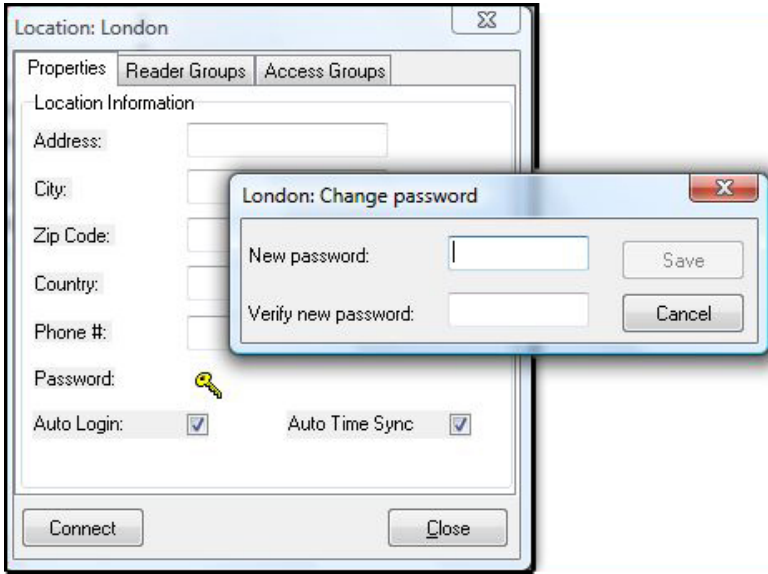 Location: London
Properties Reader Groups Access Groups
Location Information
Address:
City:
Zip Code:
Country:
Phone #:
Password:
Auto Login: Auto Time Sync
Connect Close
London: Change password
New password: Save
Verify new password: Cancel